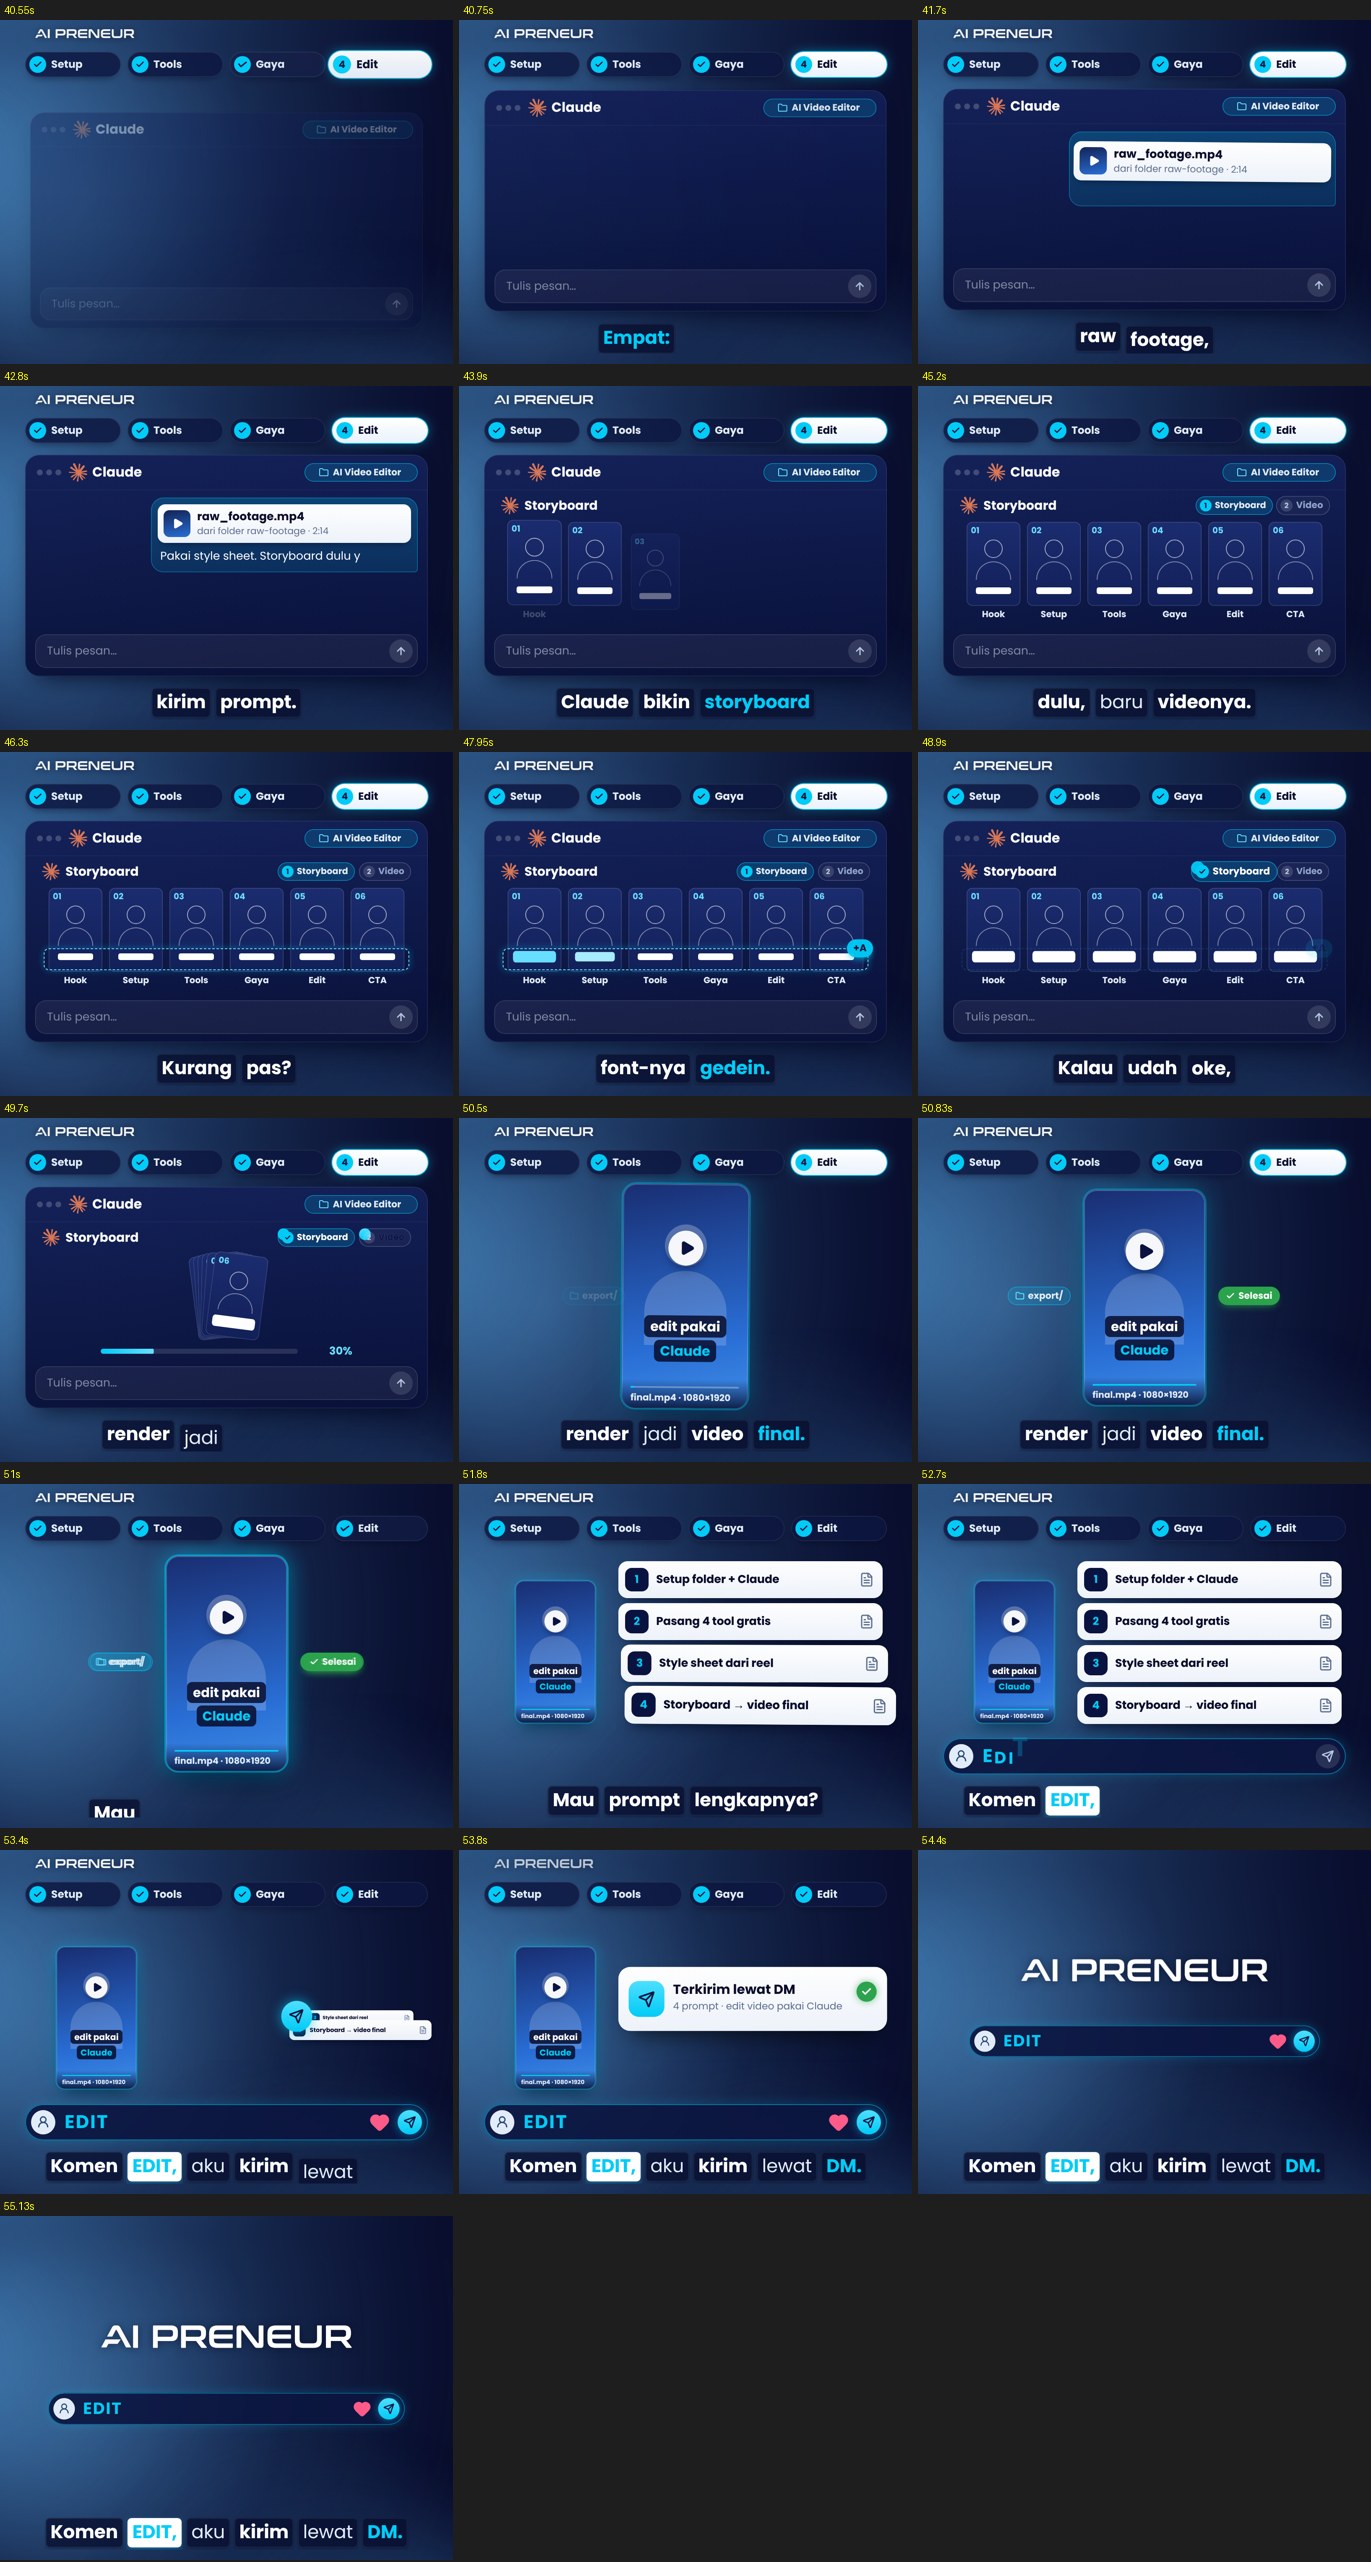 40.55s
AI PRENEUR
Setup
Tools
Gaya
4 Edit
Claude
AI Video Editor
Tulis pesan...
40.75s
AI PRENEUR
Setup
Tools
Gaya
4 Edit
Claude
AI Video Editor
Tulis pesan...
Empat:
41.7s
AI PRENEUR
Setup
Tools
Gaya
4 Edit
Claude
AI Video Editor
raw_footage.mp4
dari folder raw-footage · 2:14
Tulis pesan...
raw footage,
42.8s
AI PRENEUR
Setup
Tools
Gaya
4 Edit
Claude
AI Video Editor
raw_footage.mp4
dari folder raw-footage · 2:14
Pakai style sheet. Storyboard dulu y
Tulis pesan...
kirim prompt.
43.9s
AI PRENEUR
Setup
Tools
Gaya
4 Edit
Claude
AI Video Editor
Storyboard
01 02 03
Hook
Tulis pesan...
Claude bikin storyboard
45.2s
AI PRENEUR
Setup
Tools
Gaya
4 Edit
Claude
AI Video Editor
Storyboard
1 Storyboard
2 Video
01 02 03 04 05 06
Hook Setup Tools Gaya Edit CTA
Tulis pesan...
dulu, baru videonya.
46.3s
AI PRENEUR
Setup
Tools
Gaya
4 Edit
Claude
AI Video Editor
Storyboard
1 Storyboard
2 Video
01 02 03 04 05 06
Hook Setup Tools Gaya Edit CTA
Tulis pesan...
Kurang pas?
47.95s
AI PRENEUR
Setup
Tools
Gaya
4 Edit
Claude
AI Video Editor
Storyboard
1 Storyboard
2 Video
01 02 03 04 05 06
+A
Hook Setup Tools Gaya Edit CTA
Tulis pesan...
font-nya gedein.
48.9s
AI PRENEUR
Setup
Tools
Gaya
4 Edit
Claude
AI Video Editor
Storyboard
Storyboard
2 Video
01 02 03 04 05 06
Hook Setup Tools Gaya Edit CTA
Tulis pesan...
Kalau udah oke,
49.7s
AI PRENEUR
Setup
Tools
Gaya
4 Edit
Claude
AI Video Editor
Storyboard
Storyboard
Video
06
30%
Tulis pesan...
render jadi
50.5s
AI PRENEUR
Setup
Tools
Gaya
4 Edit
export/
edit pakai
Claude
final.mp4 · 1080×1920
render jadi video final.
50.83s
AI PRENEUR
Setup
Tools
Gaya
4 Edit
export/
Selesai
edit pakai
Claude
final.mp4 · 1080×1920
render jadi video final.
51s
AI PRENEUR
Setup
Tools
Gaya
Edit
export/
Selesai
edit pakai
Claude
final.mp4 · 1080×1920
Mau
51.8s
AI PRENEUR
Setup
Tools
Gaya
Edit
1 Setup folder + Claude
2 Pasang 4 tool gratis
3 Style sheet dari reel
4 Storyboard → video final
edit pakai
Claude
final.mp4 · 1080×1920
Mau prompt lengkapnya?
52.7s
AI PRENEUR
Setup
Tools
Gaya
Edit
1 Setup folder + Claude
2 Pasang 4 tool gratis
3 Style sheet dari reel
4 Storyboard → video final
edit pakai
Claude
final.mp4 · 1080×1920
EDIT
Komen EDIT,
53.4s
AI PRENEUR
Setup
Tools
Gaya
Edit
Style sheet dari reel
Storyboard → video final
edit pakai
Claude
final.mp4 · 1080×1920
EDIT
Komen EDIT, aku kirim lewat
53.8s
AI PRENEUR
Setup
Tools
Gaya
Edit
Terkirim lewat DM
4 prompt · edit video pakai Claude
edit pakai
Claude
final.mp4 · 1080×1920
EDIT
Komen EDIT, aku kirim lewat DM.
54.4s
AI PRENEUR
EDIT
Komen EDIT, aku kirim lewat DM.
55.13s
AI PRENEUR
EDIT
Komen EDIT, aku kirim lewat DM.